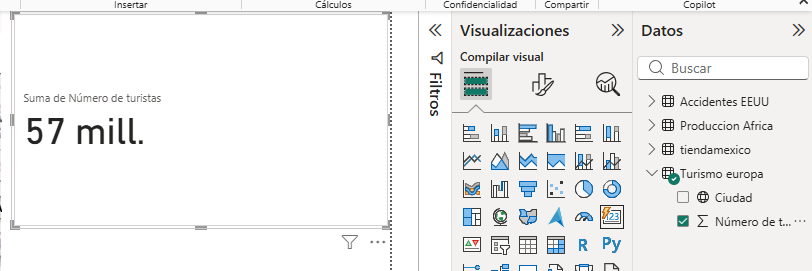 Insertar
Cálculos
Confidencialidad
Compartir
Copilot
Suma de Número de turistas
57 mill.
Filtros
Visualizaciones
Compilar visual
123
R
Py
Datos
Buscar
Accidentes EEUU
Produccion Africa
tiendamexico
Turismo europa
Ciudad
Número de t...